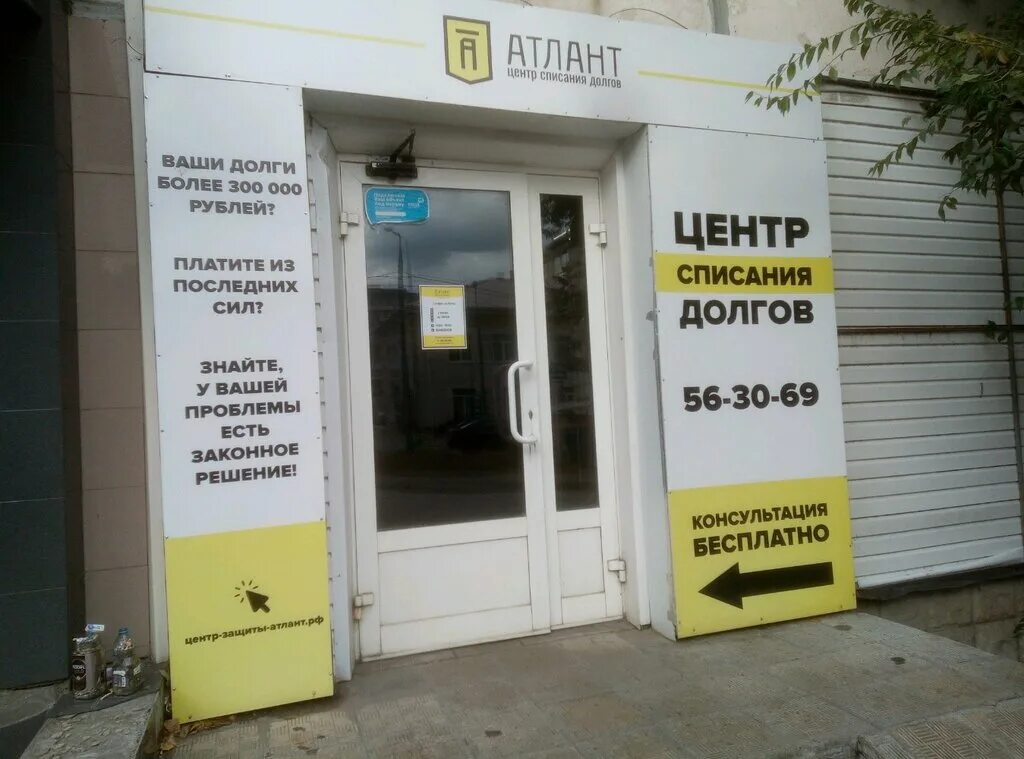 АТЛАНТ
центр списания долгов
ВАШИ ДОЛГИ
БОЛЕЕ 300 000
РУБЛЕЙ?
ПЛАТИТЕ ИЗ
ПОСЛЕДНИХ
СИЛ?
ЗНАЙТЕ,
У ВАШЕЙ
ПРОБЛЕМЫ
ЕСТЬ
ЗАКОННОЕ
РЕШЕНИЕ!
центр-защиты-атлант.рф
ЦЕНТР
СПИСАНИЯ
ДОЛГОВ
56-30-69
КОНСУЛЬТАЦИЯ
БЕСПЛАТНО